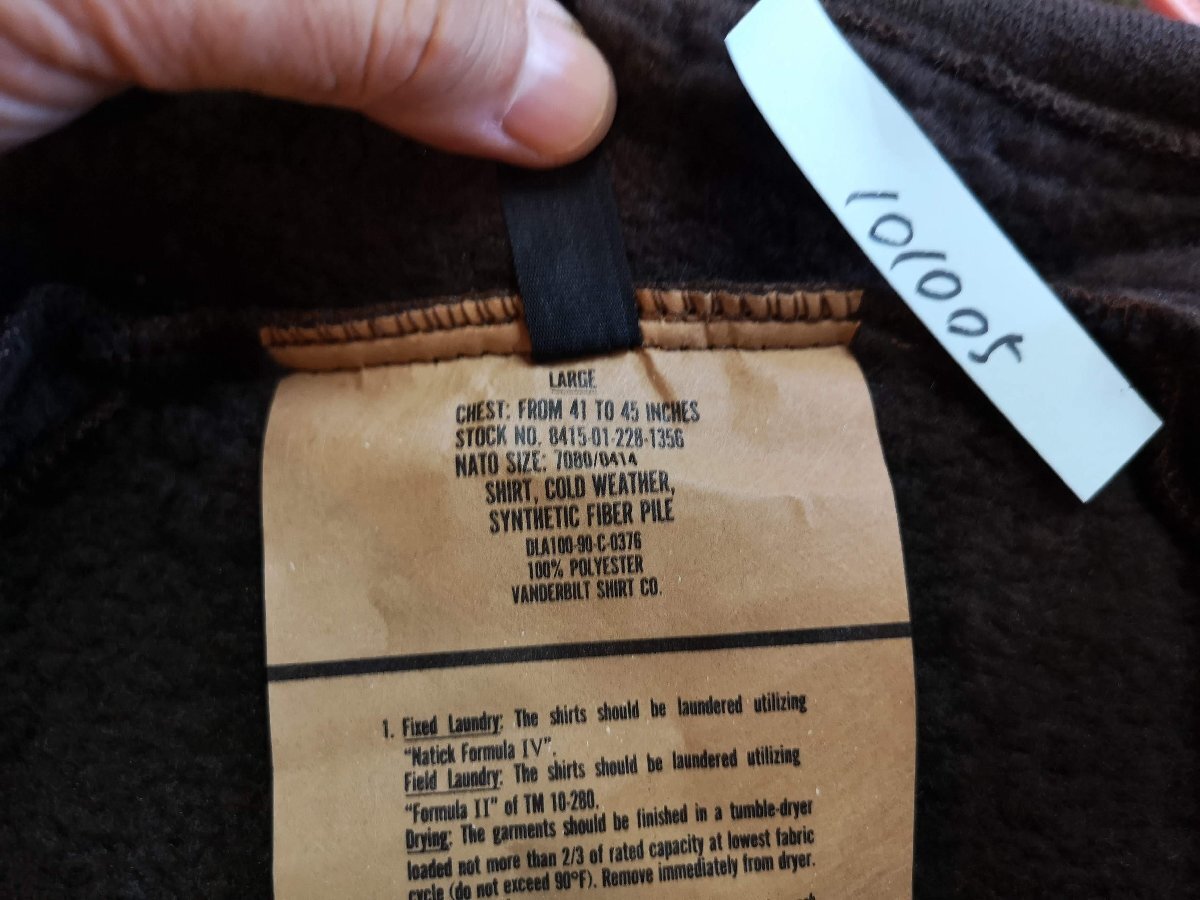 101005
LARGE
CHEST: FROM 41 TO 45 INCHES
STOCK NO. 8415-01-228-1356
NATO SIZE: 7080/0414
SHIRT, COLD WEATHER,
SYNTHETIC FIBER PILE
DLA100-90-C-0376
100% POLYESTER
VANDERBILT SHIRT CO.
1. Fixed Laundry: The shirts should be laundered utilizing
"Natick Formula IV".
Field Laundry: The shirts should be laundered utilizing
"Formula II" of TM 10-280.
Drying: The garments should be finished in a tumble-dryer
loaded not more than 2/3 of rated capacity at lowest fabric
cycle (do not exceed 90°F). Remove immediately from dryer.